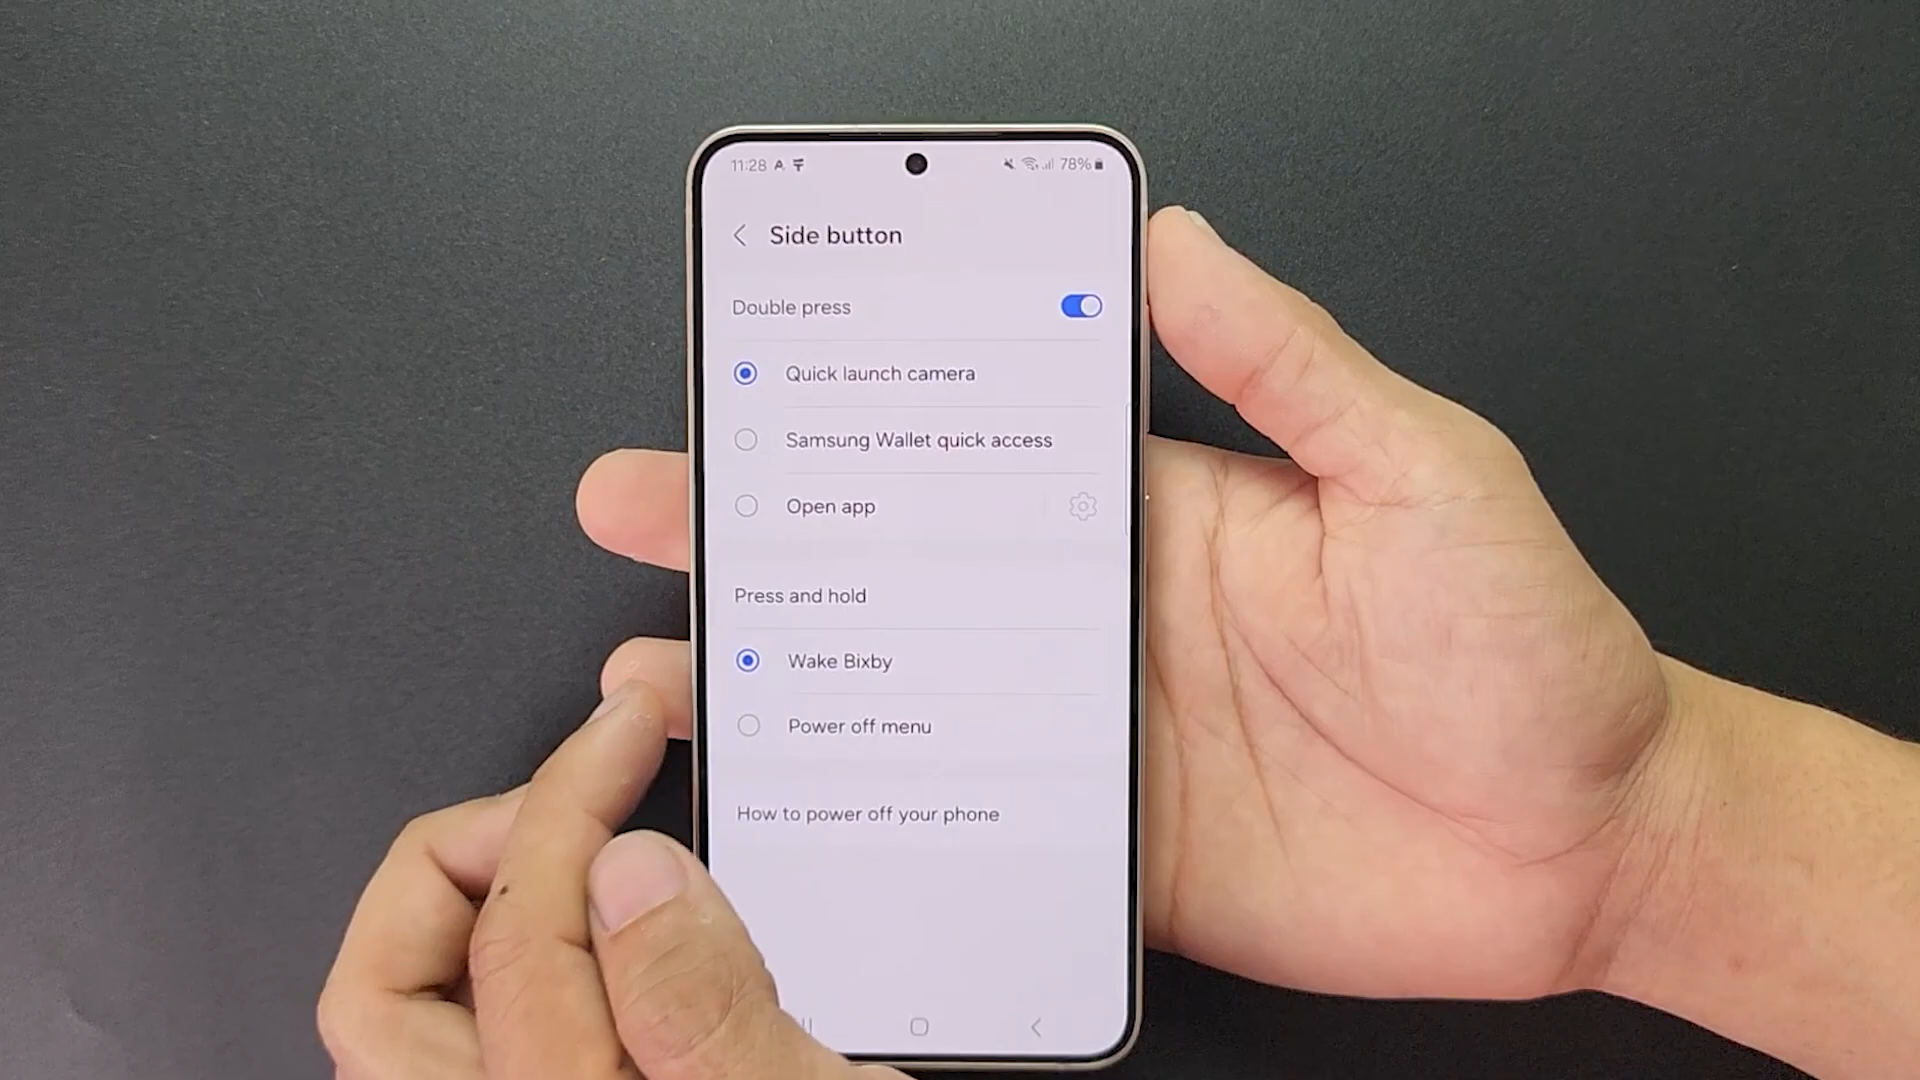 11:28 78%
Side button
Double press
Quick launch camera
Samsung Wallet quick access
Open app
Press and hold
Wake Bixby
Power off menu
How to power off your phone